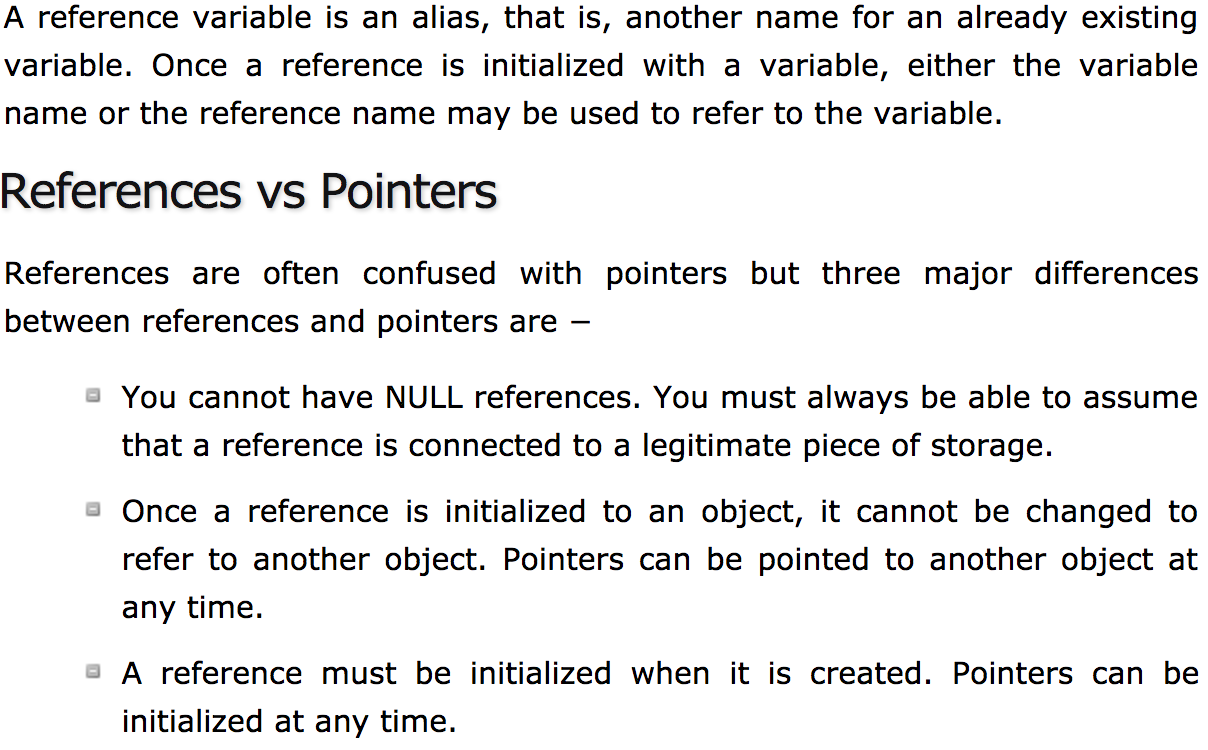 A reference variable is an alias, that is, another name for an already existing
variable. Once a reference is initialized with a variable, either the variable
name or the reference name may be used to refer to the variable.
References vs Pointers
References are often confused with pointers but three major differences
between references and pointers are −
You cannot have NULL references. You must always be able to assume
that a reference is connected to a legitimate piece of storage.
Once a reference is initialized to an object, it cannot be changed to
refer to another object. Pointers can be pointed to another object at
any time.
A reference must be initialized when it is created. Pointers can be
initialized at any time.